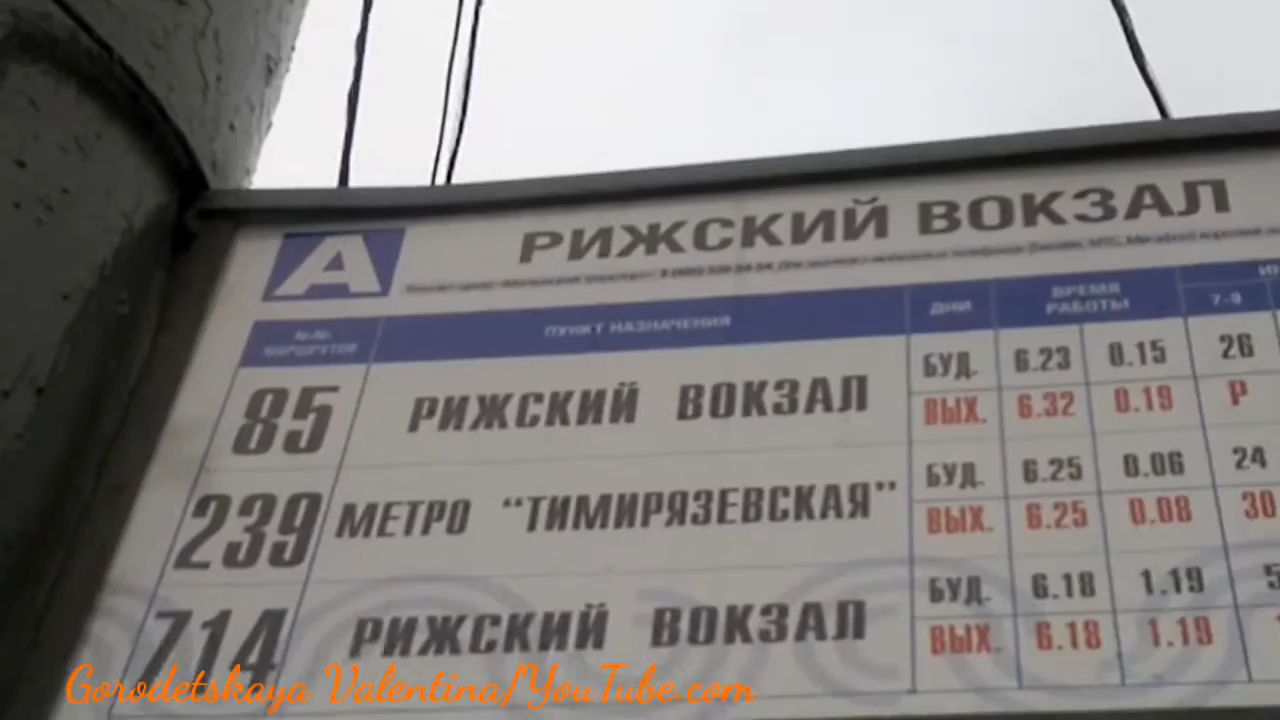 А
РИЖСКИЙ ВОКЗАЛ
№№ МАРШРУТОВ ПУНКТ НАЗНАЧЕНИЯ ДНИ ВРЕМЯ РАБОТЫ 7-9
85 РИЖСКИЙ ВОКЗАЛ БУД. 6.23 0.15 26
ВЫХ. 6.32 0.19 Р
239 МЕТРО "ТИМИРЯЗЕВСКАЯ" БУД. 6.25 0.06 24
ВЫХ. 6.25 0.08 30
714 РИЖСКИЙ ВОКЗАЛ БУД. 6.18 1.19
ВЫХ. 6.18 1.19
Gorodetskaya Valentina/YouTube.com